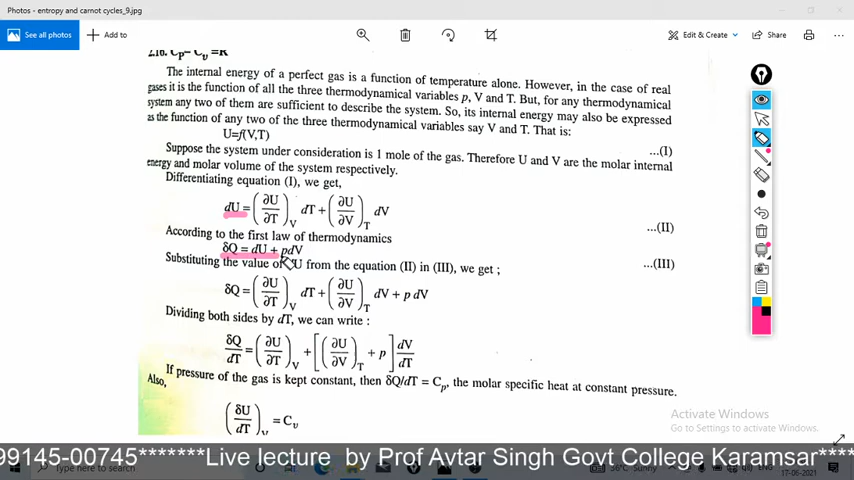 Photos - entropy and carnot cycles_9.jpg
See all photos
Add to
Edit & Create
Share
2.16. Cp – Cv = R
The internal energy of a perfect gas is a function of temperature alone. However, in the case of real
gases it is the function of all the three thermodynamical variables p, V and T. But, for any thermodynamical
system any two of them are sufficient to describe the system. So, its internal energy may also be expressed
as the function of any two of the three thermodynamical variables say V and T. That is:
U=f(V,T) ...(I)
Suppose the system under consideration is 1 mole of the gas. Therefore U and V are the molar internal
energy and molar volume of the system respectively.
Differentiating equation (I), we get,
dU = (∂U/∂T)V dT + (∂U/∂V)T dV ...(II)
According to the first law of thermodynamics
δQ = dU + pdV ...(III)
Substituting the value of U from the equation (II) in (III), we get ;
δQ = (∂U/∂T)V dT + (∂U/∂V)T dV + p dV
Dividing both sides by dT, we can write :
δQ/dT = (∂U/∂T)V + [(∂U/∂V)T + p] dV/dT
If pressure of the gas is kept constant, then δQ/dT = Cp, the molar specific heat at constant pressure.
Also,
(δU/dT)V = Cv
Activate Windows
Go to Settings to activate Windows.
99145-00745*******Live lecture by Prof Avtar Singh Govt College Karamsar****
Type here to search
36°C Sunny
ENG
17-06-2021